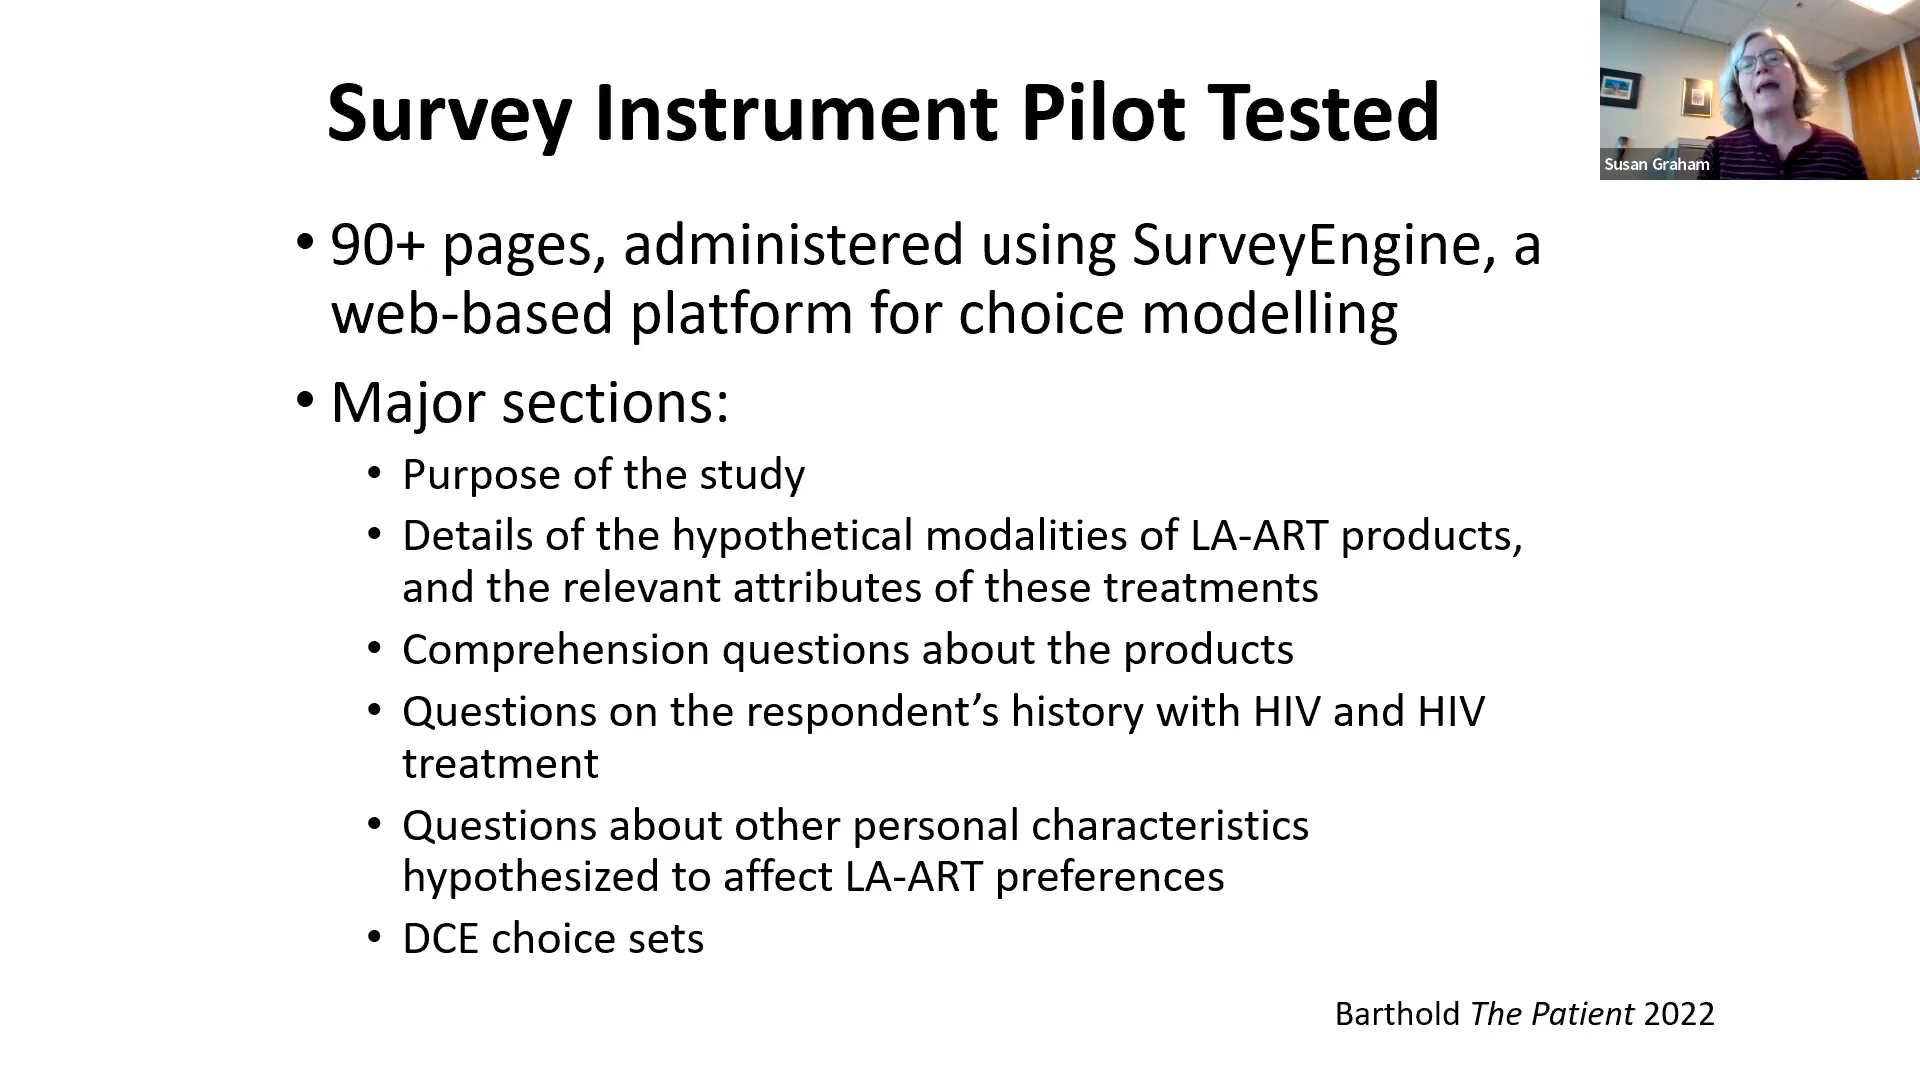 Survey Instrument Pilot Tested
Susan Graham
• 90+ pages, administered using SurveyEngine, a
web-based platform for choice modelling
• Major sections:
• Purpose of the study
• Details of the hypothetical modalities of LA-ART products,
and the relevant attributes of these treatments
• Comprehension questions about the products
• Questions on the respondent’s history with HIV and HIV
treatment
• Questions about other personal characteristics
hypothesized to affect LA-ART preferences
• DCE choice sets
Barthold The Patient 2022